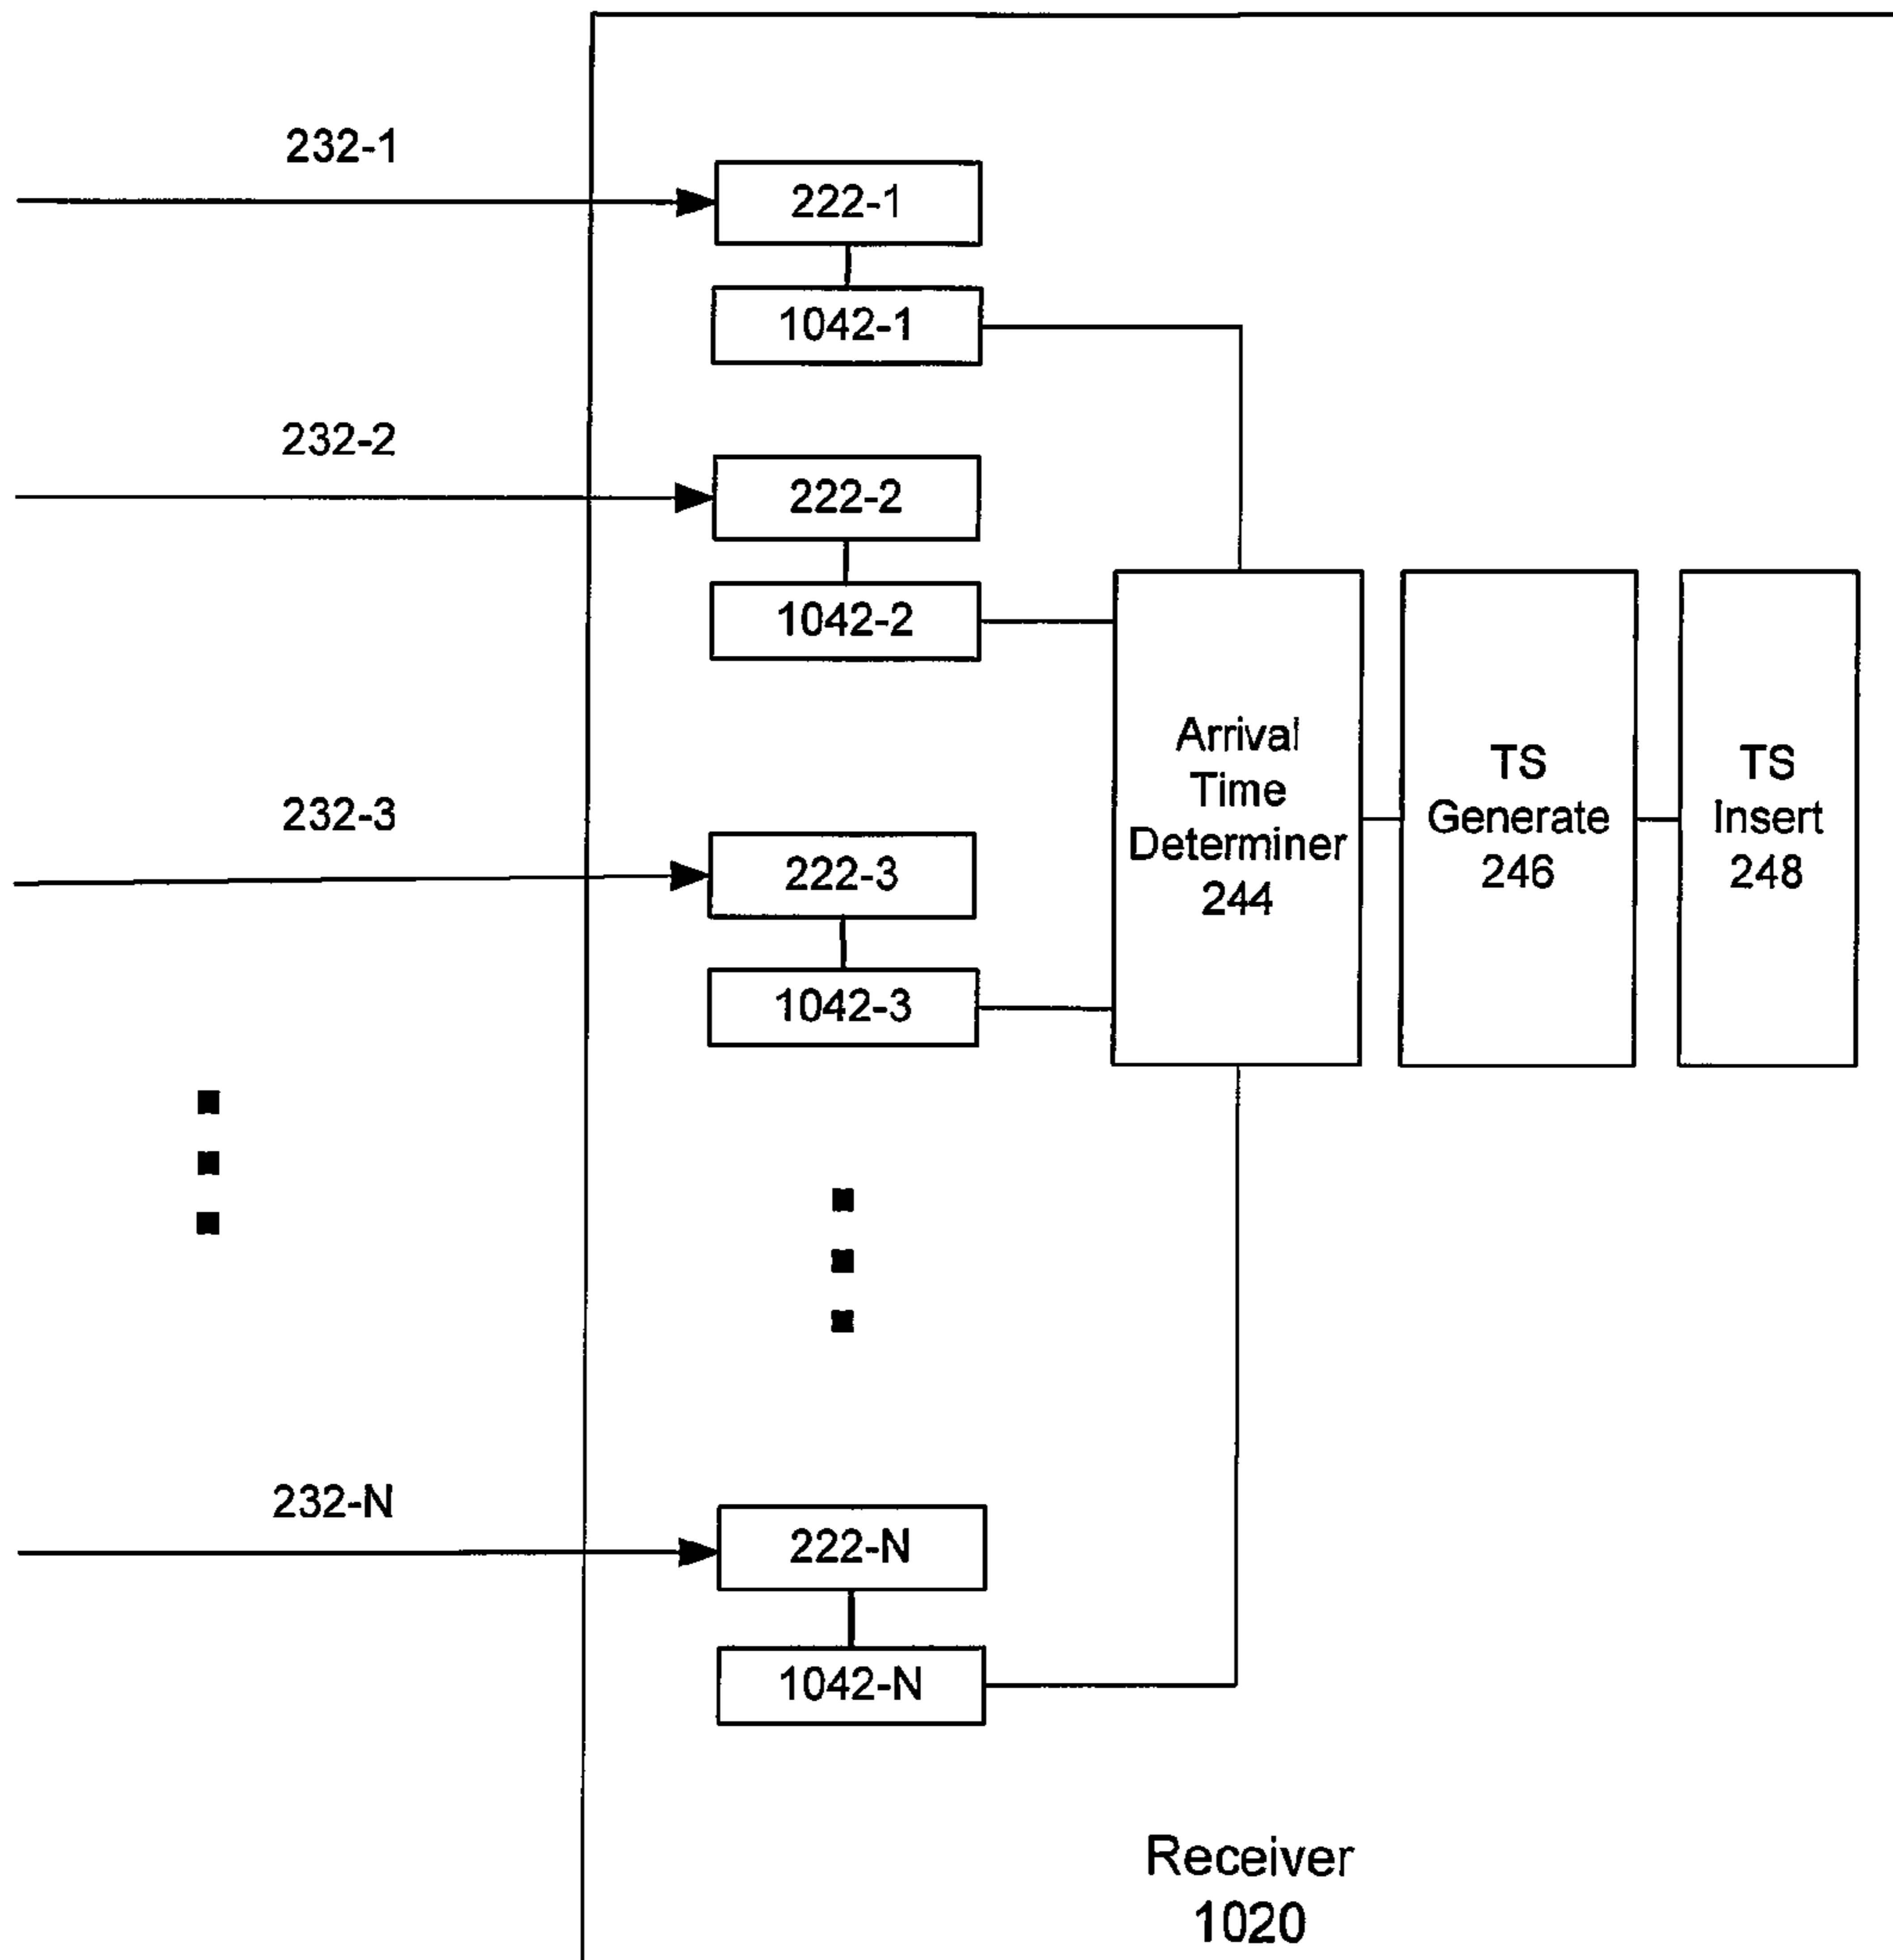 232-1
222-1
1042-1
232-2
222-2
1042-2
232-3
222-3
1042-3
Arrival
Time
Determiner
244
TS
Generate
246
TS
Insert
248
232-N
222-N
1042-N
Receiver
1020